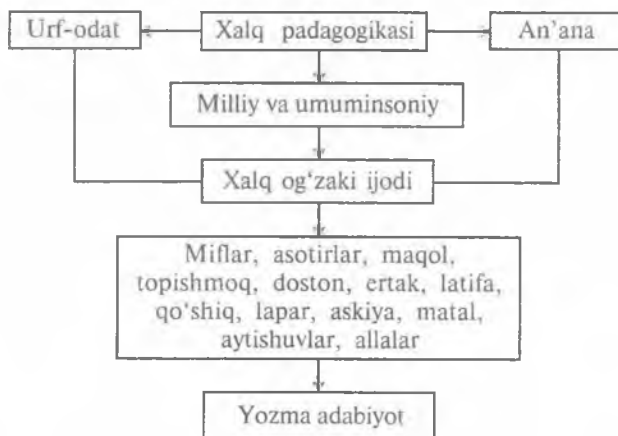 Urf-odat
Xalq padagogikasi
An’ana
Milliy va umuminsoniy
Xalq og‘zaki ijodi
Miflar, asotirlar, maqol,
topishmoq, doston, ertak, latifa,
qo‘shiq, lapar, askiya, matal,
aytishuvlar, allalar
Yozma adabiyot